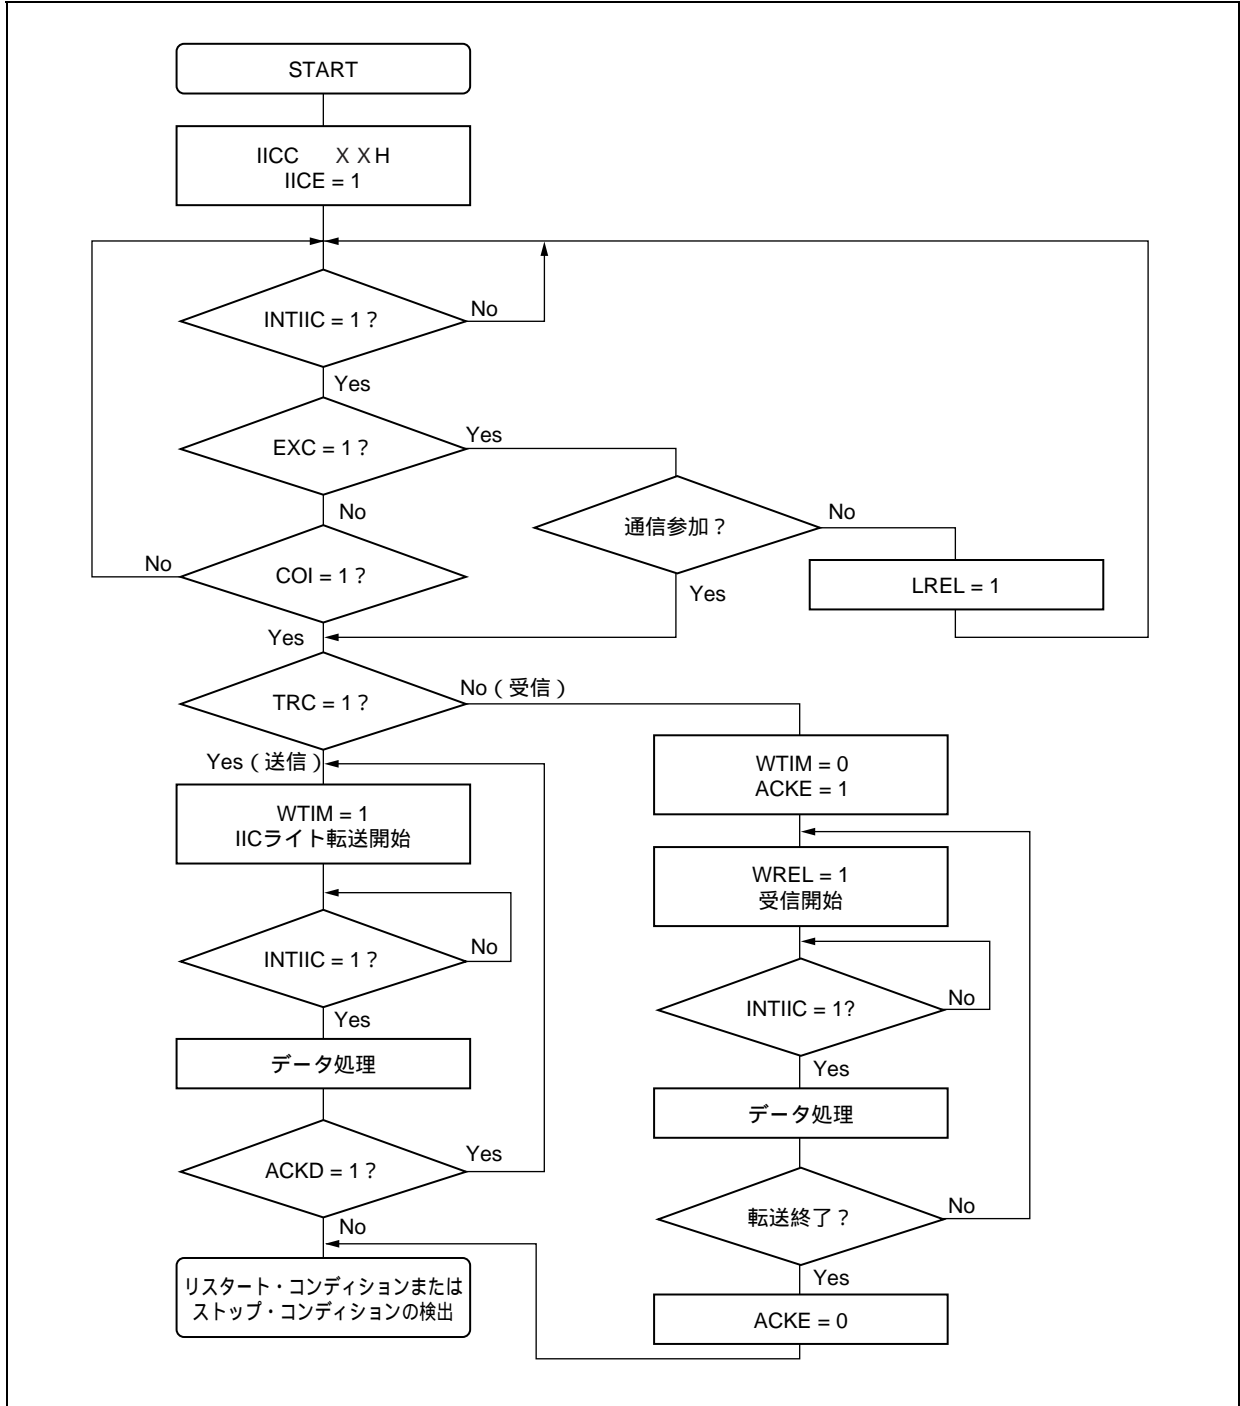 START
IICC ××H
IICE = 1
INTIIC = 1？
No
Yes
EXC = 1？
Yes
No
通信参加？
No
Yes
LREL = 1
No
COI = 1？
Yes
TRC = 1？
No（受信）
Yes（送信）
WTIM = 0
ACKE = 1
WTIM = 1
IICライト転送開始
WREL = 1
受信開始
INTIIC = 1？
No
Yes
INTIIC = 1?
No
Yes
データ処理
データ処理
ACKD = 1？
Yes
No
転送終了？
No
Yes
リスタート・コンディションまたは
ストップ・コンディションの検出
ACKE = 0